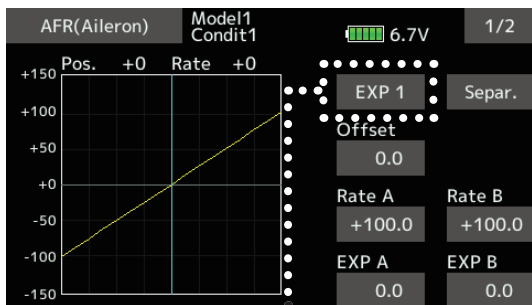 AFR(Aileron)
Model1
Condit1
6.7V
1/2
Pos. +0 Rate +0
+150
+100
+50
+0
-50
-100
-150
EXP 1
Separ.
Offset
0.0
Rate A
Rate B
+100.0
+100.0
EXP A
EXP B
0.0
0.0